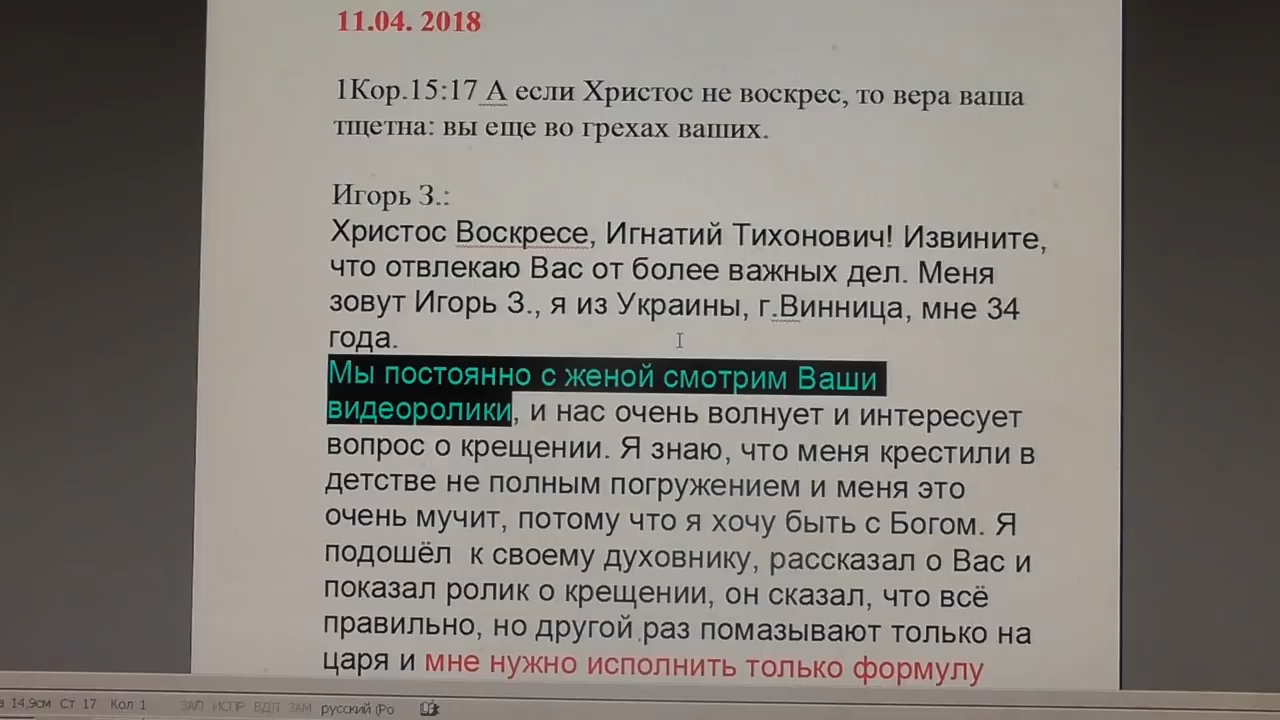 11.04. 2018
1Кор.15:17 А если Христос не воскрес, то вера ваша
тщетна: вы еще во грехах ваших.
Игорь З.:
Христос Воскресе, Игнатий Тихонович! Извините,
что отвлекаю Вас от более важных дел. Меня
зовут Игорь З., я из Украины, г.Винница, мне 34
года.
Мы постоянно с женой смотрим Ваши
видеоролики, и нас очень волнует и интересует
вопрос о крещении. Я знаю, что меня крестили в
детстве не полным погружением и меня это
очень мучит, потому что я хочу быть с Богом. Я
подошёл к своему духовнику, рассказал о Вас и
показал ролик о крещении, он сказал, что всё
правильно, но другой раз помазывают только на
царя и мне нужно исполнить только формулу
а 14,9см Ст 17 Кол 1 ЗАП ИСПР ВДЛ ЗАМ русский (Ро